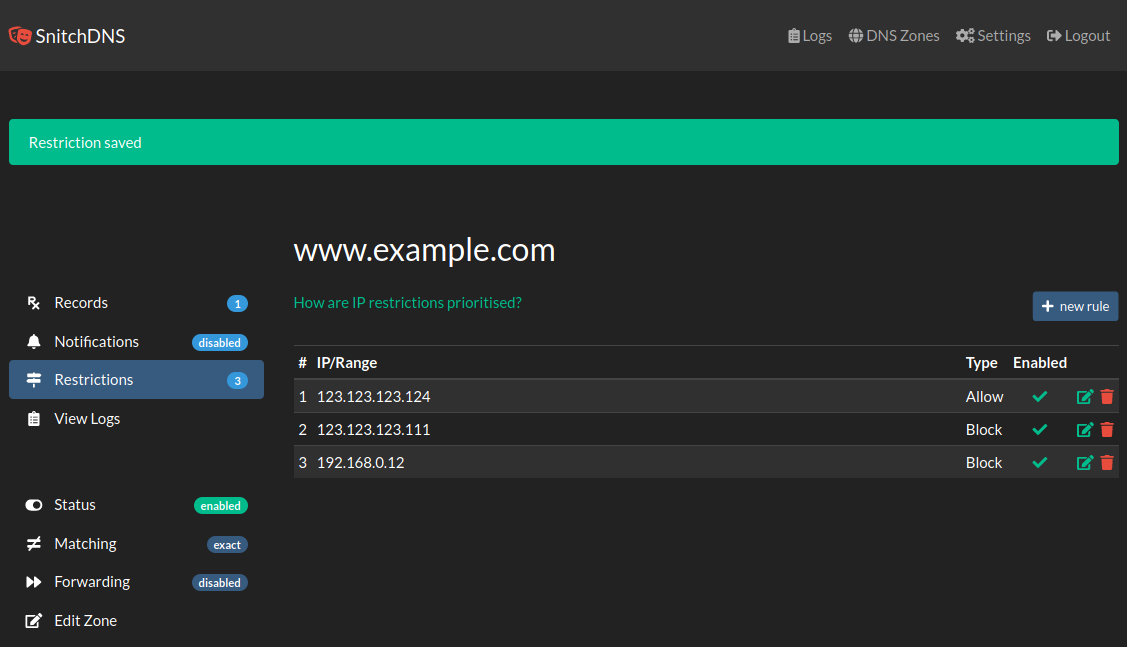 SnitchDNS
Logs DNS Zones Settings Logout
Restriction saved
www.example.com
Records 1
Notifications disabled
Restrictions 3
View Logs
Status enabled
Matching exact
Forwarding disabled
Edit Zone
How are IP restrictions prioritised?
+ new rule
# IP/Range Type Enabled
1 123.123.123.124 Allow
2 123.123.123.111 Block
3 192.168.0.12 Block